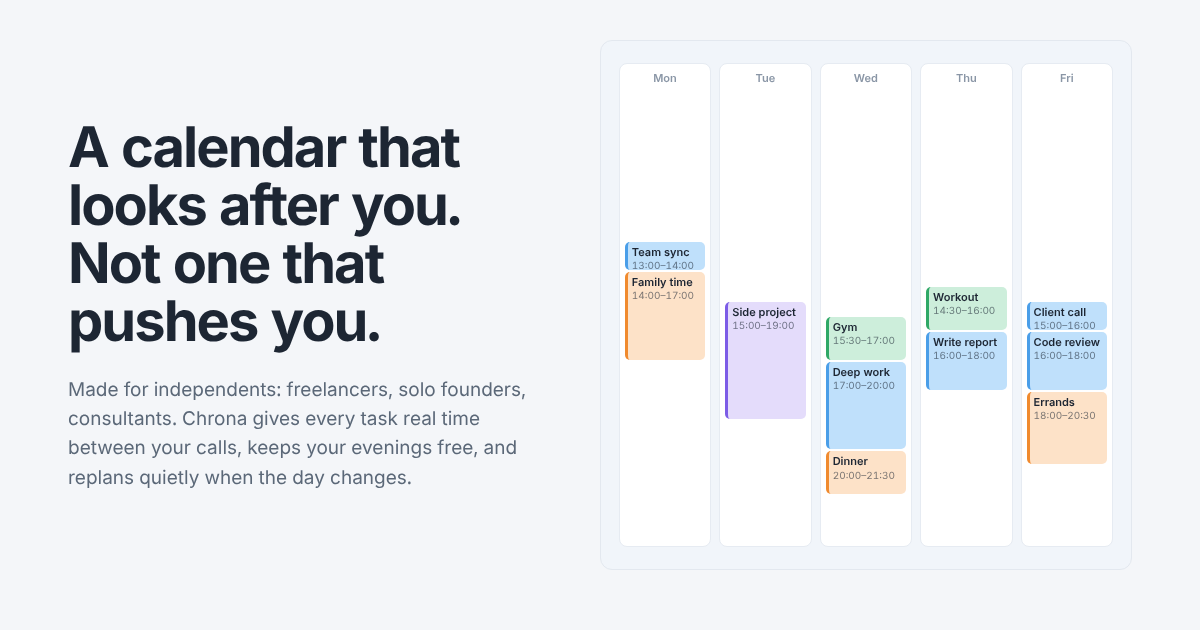 A calendar that
looks after you.
Not one that
pushes you.
Made for independents: freelancers, solo founders,
consultants. Chrona gives every task real time
between your calls, keeps your evenings free, and
replans quietly when the day changes.
Mon
Team sync
13:00–14:00
Family time
14:00–17:00
Tue
Side project
15:00–19:00
Wed
Gym
15:30–17:00
Deep work
17:00–20:00
Dinner
20:00–21:30
Thu
Workout
14:30–16:00
Write report
16:00–18:00
Fri
Client call
15:00–16:00
Code review
16:00–18:00
Errands
18:00–20:30